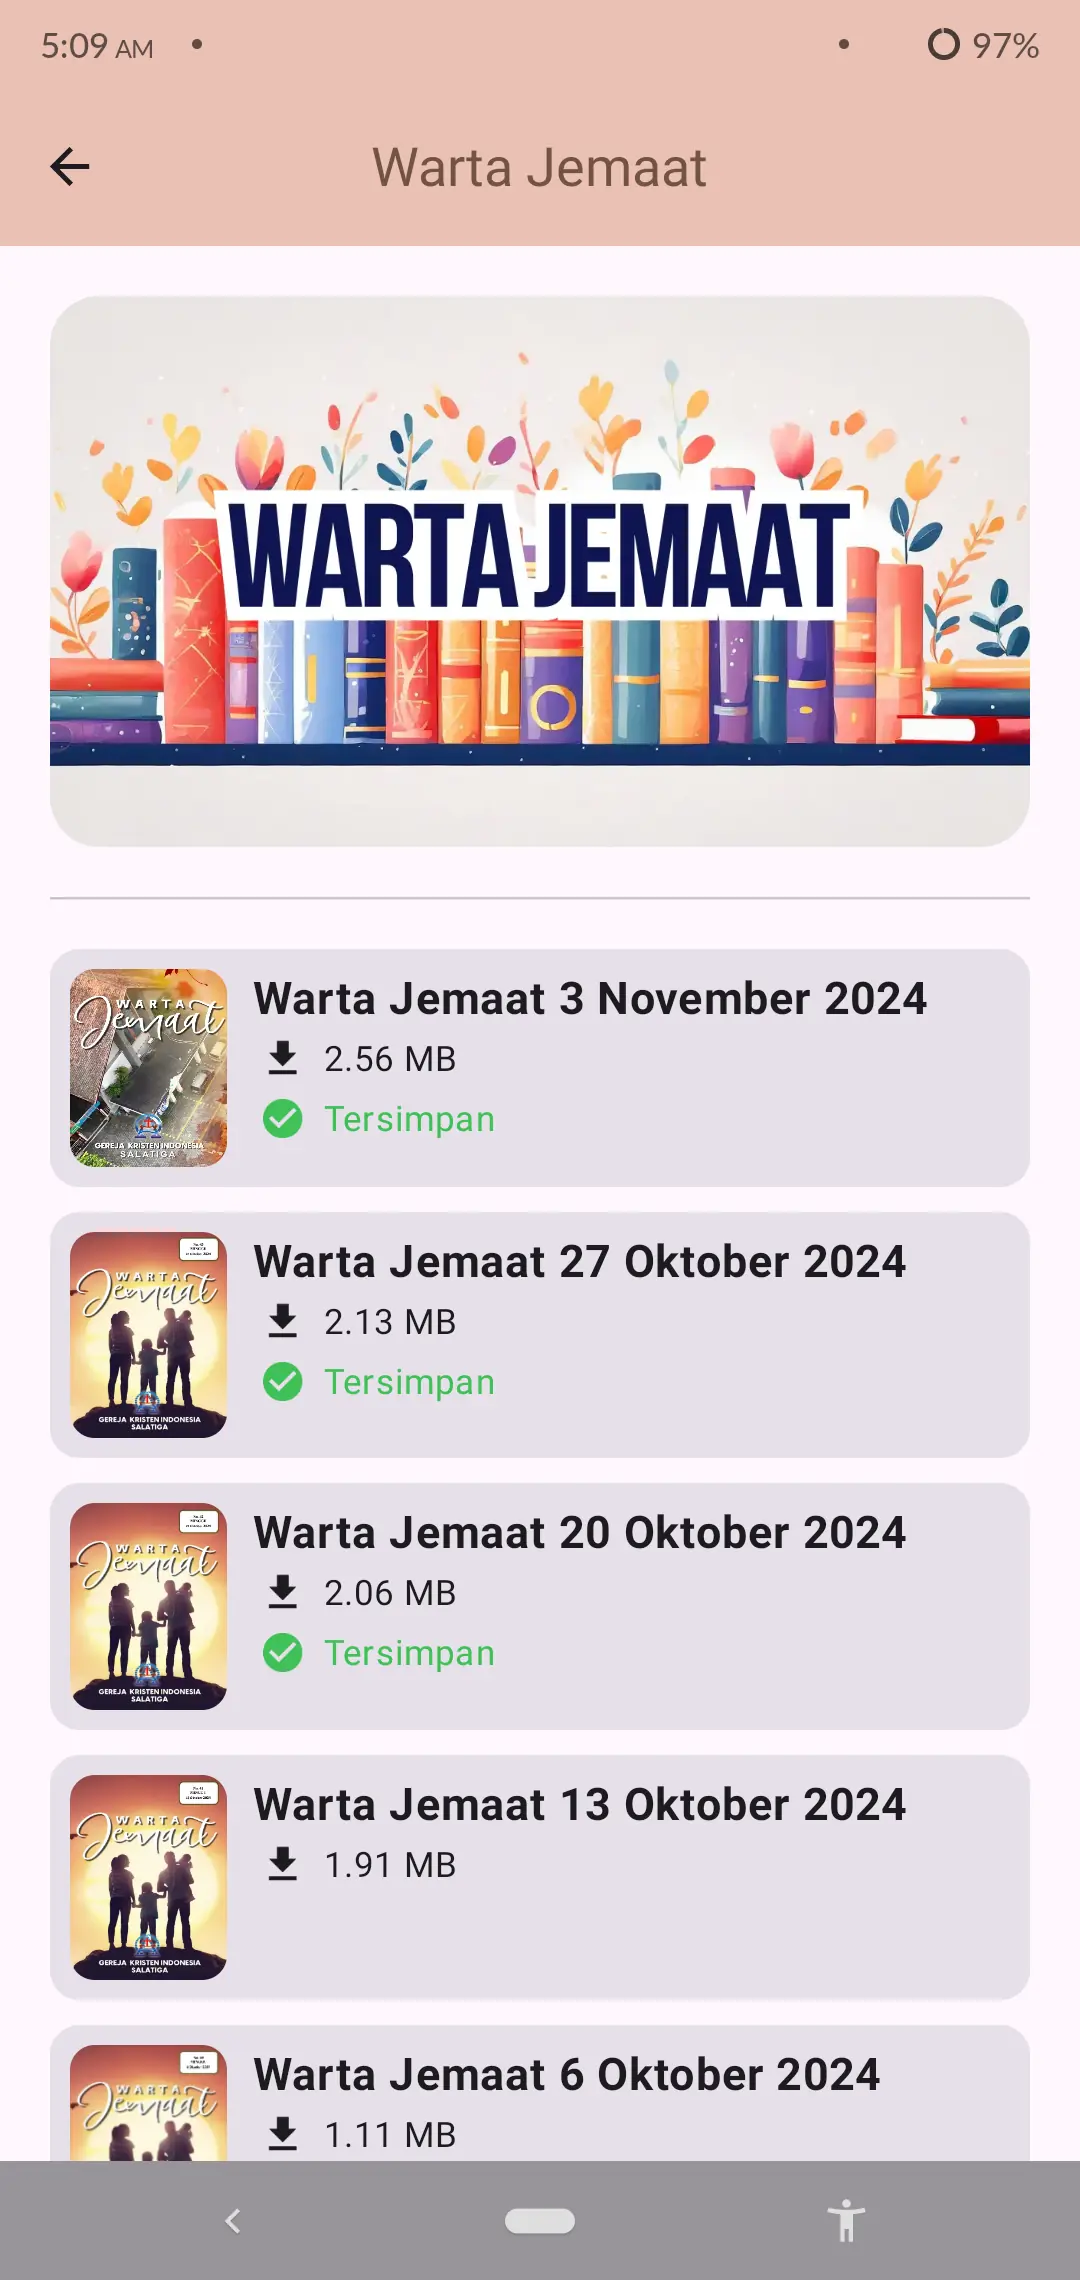 5:09 AM
97%
Warta Jemaat
WARTA JEMAAT
Warta Jemaat 3 November 2024
2.56 MB
Tersimpan
WARTA
Jemaat
GEREJA KRISTEN INDONESIA
SALATIGA
Warta Jemaat 27 Oktober 2024
2.13 MB
Tersimpan
WARTA
Jemaat
GEREJA KRISTEN INDONESIA
SALATIGA
Warta Jemaat 20 Oktober 2024
2.06 MB
Tersimpan
WARTA
Jemaat
GEREJA KRISTEN INDONESIA
SALATIGA
Warta Jemaat 13 Oktober 2024
1.91 MB
WARTA
Jemaat
GEREJA KRISTEN INDONESIA
SALATIGA
Warta Jemaat 6 Oktober 2024
1.11 MB
WARTA
Jemaat